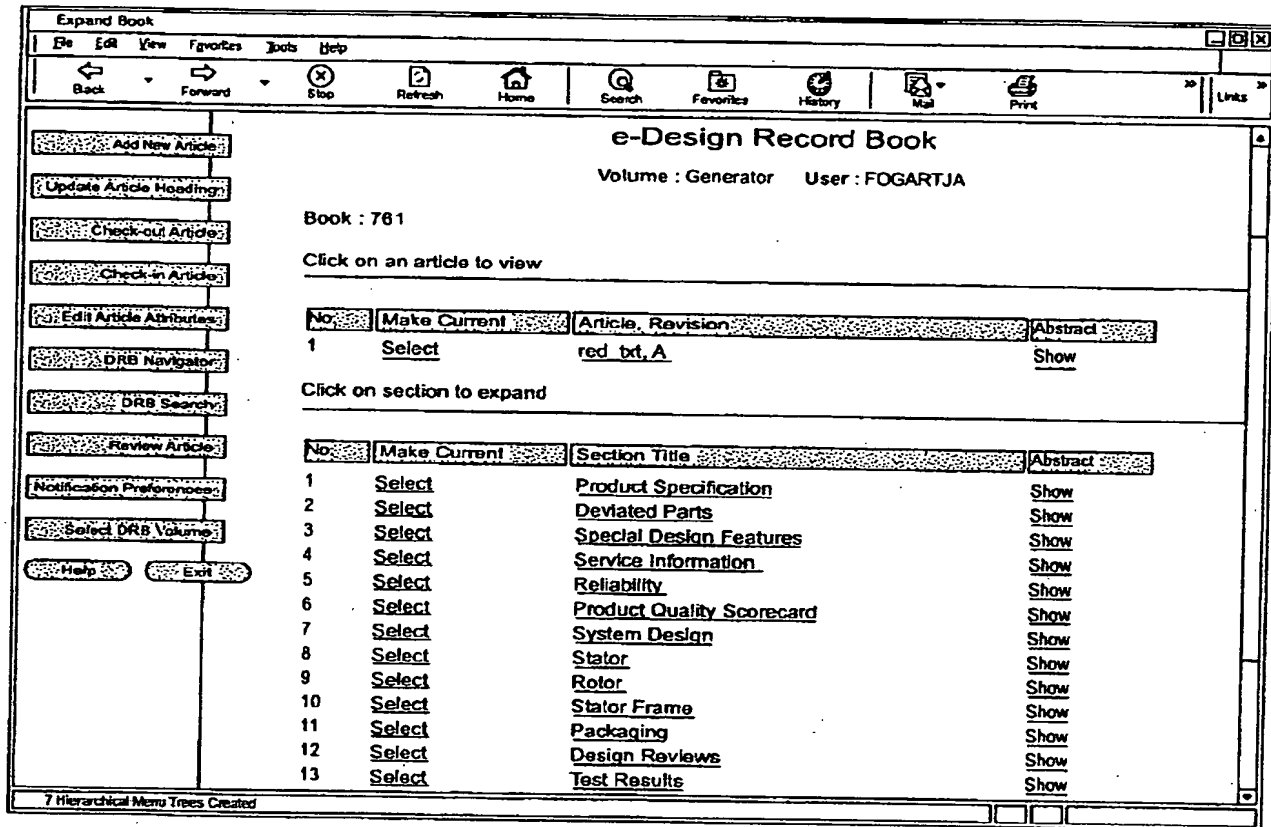 Expand Book
File Edit View Favorites Tools Help
Back Forward Stop Refresh Home Search Favorites History Mail Print » Links »
Add New Article
Update Article Heading
Check-out Article
Check-in Article
Edit Article Attributes
DRB Navigator
DRB Search
Review Article
Notification Preferences
Select DRB Volume
Help Exit
e-Design Record Book
Volume : Generator User : FOGARTJA
Book : 761
Click on an article to view
No. Make Current Article, Revision Abstract
1 Select red_txt, A Show
Click on section to expand
No. Make Current Section Title Abstract
1 Select Product Specification Show
2 Select Deviated Parts Show
3 Select Special Design Features Show
4 Select Service Information Show
5 Select Reliability Show
6 Select Product Quality Scorecard Show
7 Select System Design Show
8 Select Stator Show
9 Select Rotor Show
10 Select Stator Frame Show
11 Select Packaging Show
12 Select Design Reviews Show
13 Select Test Results Show
7 Hierarchical Menu Trees Created